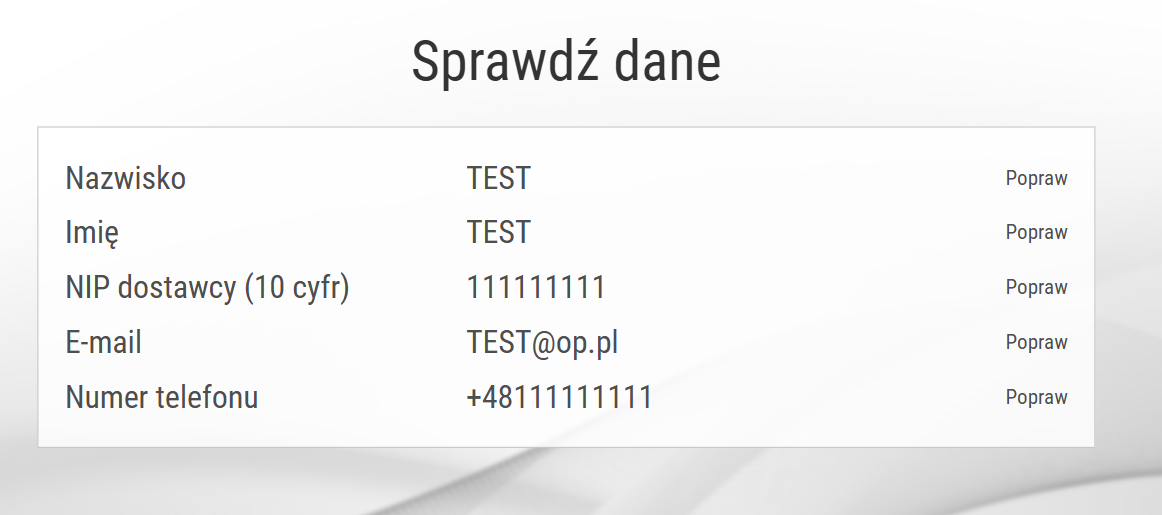 Sprawdź dane
Nazwisko TEST Popraw
Imię TEST Popraw
NIP dostawcy (10 cyfr) 111111111 Popraw
E-mail TEST@op.pl Popraw
Numer telefonu +48111111111 Popraw